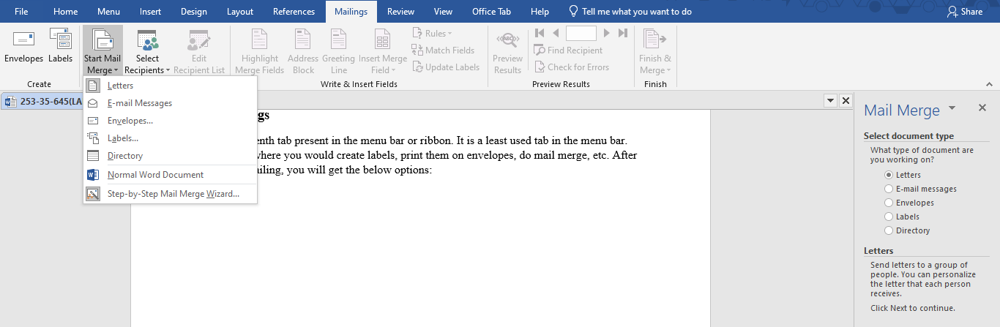 File Home Menu Insert Design Layout References Mailings Review View Office Tab Help Tell me what you want to do Share
Envelopes Labels Start Mail Merge Select Recipients Edit Recipient List
Create
Highlight Merge Fields Address Block Greeting Line Insert Merge Field
Rules
Match Fields
Update Labels
Write & Insert Fields
Preview Results
Find Recipient
Check for Errors
Preview Results
Finish & Merge
Finish
Letters
E-mail Messages
Envelopes...
Labels...
Directory
Normal Word Document
Step-by-Step Mail Merge Wizard...
253-35-645(LA
gs
enth tab present in the menu bar or ribbon. It is a least used tab in the menu bar.
where you would create labels, print them on envelopes, do mail merge, etc. After
ailing, you will get the below options:
Mail Merge
Select document type
What type of document are
you working on?
Letters
E-mail messages
Envelopes
Labels
Directory
Letters
Send letters to a group of
people. You can personalize
the letter that each person
receives.
Click Next to continue.